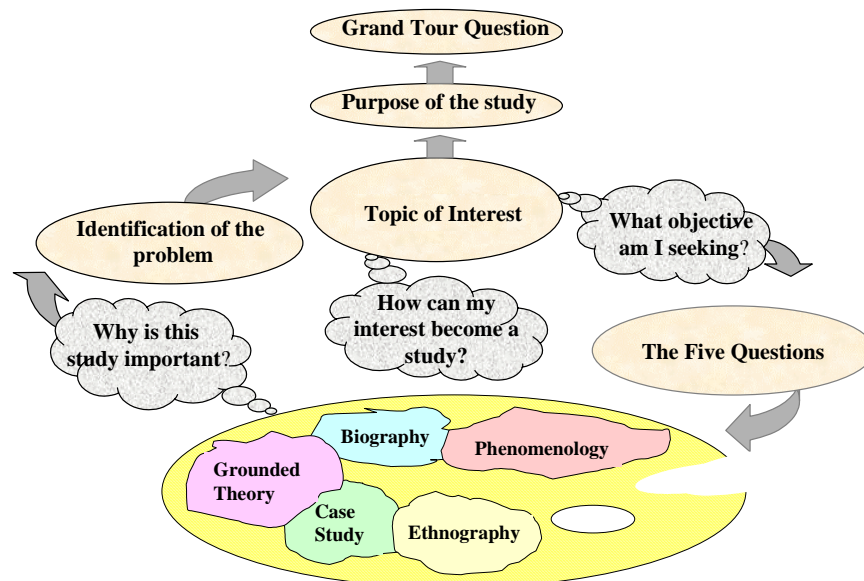 Grand Tour Question
Purpose of the study
Topic of Interest
What objective
am I seeking?
Identification of the
problem
How can my
interest become a
study?
Why is this
study important?
The Five Questions
Biography
Phenomenology
Grounded
Theory
Case
Study
Ethnography